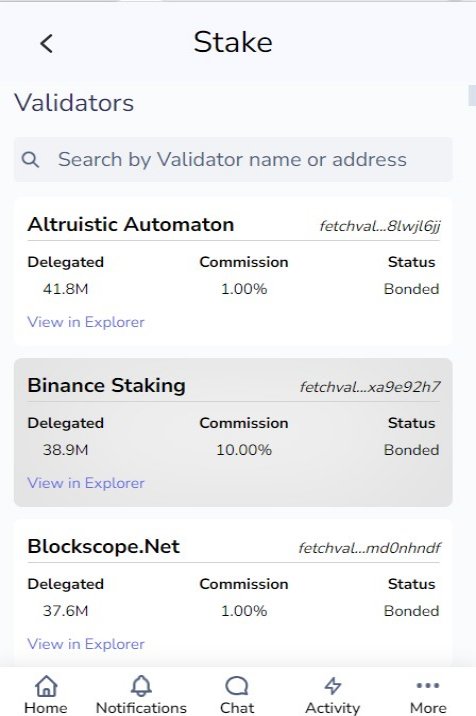 Stake
Validators
Search by Validator name or address
Altruistic Automaton fetchval...8lwjl6jj
Delegated Commission Status
41.8M 1.00% Bonded
View in Explorer
Binance Staking fetchval...xa9e92h7
Delegated Commission Status
38.9M 10.00% Bonded
View in Explorer
Blockscope.Net fetchval...md0nhndf
Delegated Commission Status
37.6M 1.00% Bonded
View in Explorer
Home Notifications Chat Activity More